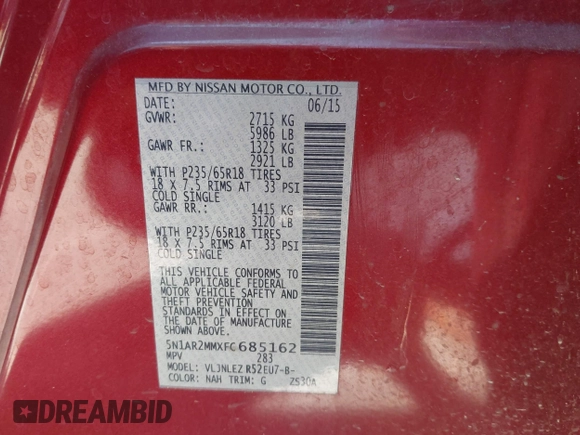 MFD BY NISSAN MOTOR CO., LTD.
DATE: 06/15
GVWR: 2715 KG
5986 LB
GAWR FR.: 1325 KG
2921 LB
WITH P235/65R18 TIRES
18 X 7.5 RIMS AT 33 PSI
COLD SINGLE
GAWR RR.: 1415 KG
3120 LB
WITH P235/65R18 TIRES
18 X 7.5 RIMS AT 33 PSI
COLD SINGLE
THIS VEHICLE CONFORMS TO
ALL APPLICABLE FEDERAL
MOTOR VEHICLE SAFETY AND
THEFT PREVENTION
STANDARDS IN EFFECT ON
THE DATE OF MANUFACTURE
SHOWN ABOVE.
5N1AR2MMXFC685162
MPV 283
MODEL: VLJNLEZ R52EU7-B-
COLOR: NAH TRIM: G ZS30A
DREAMBID